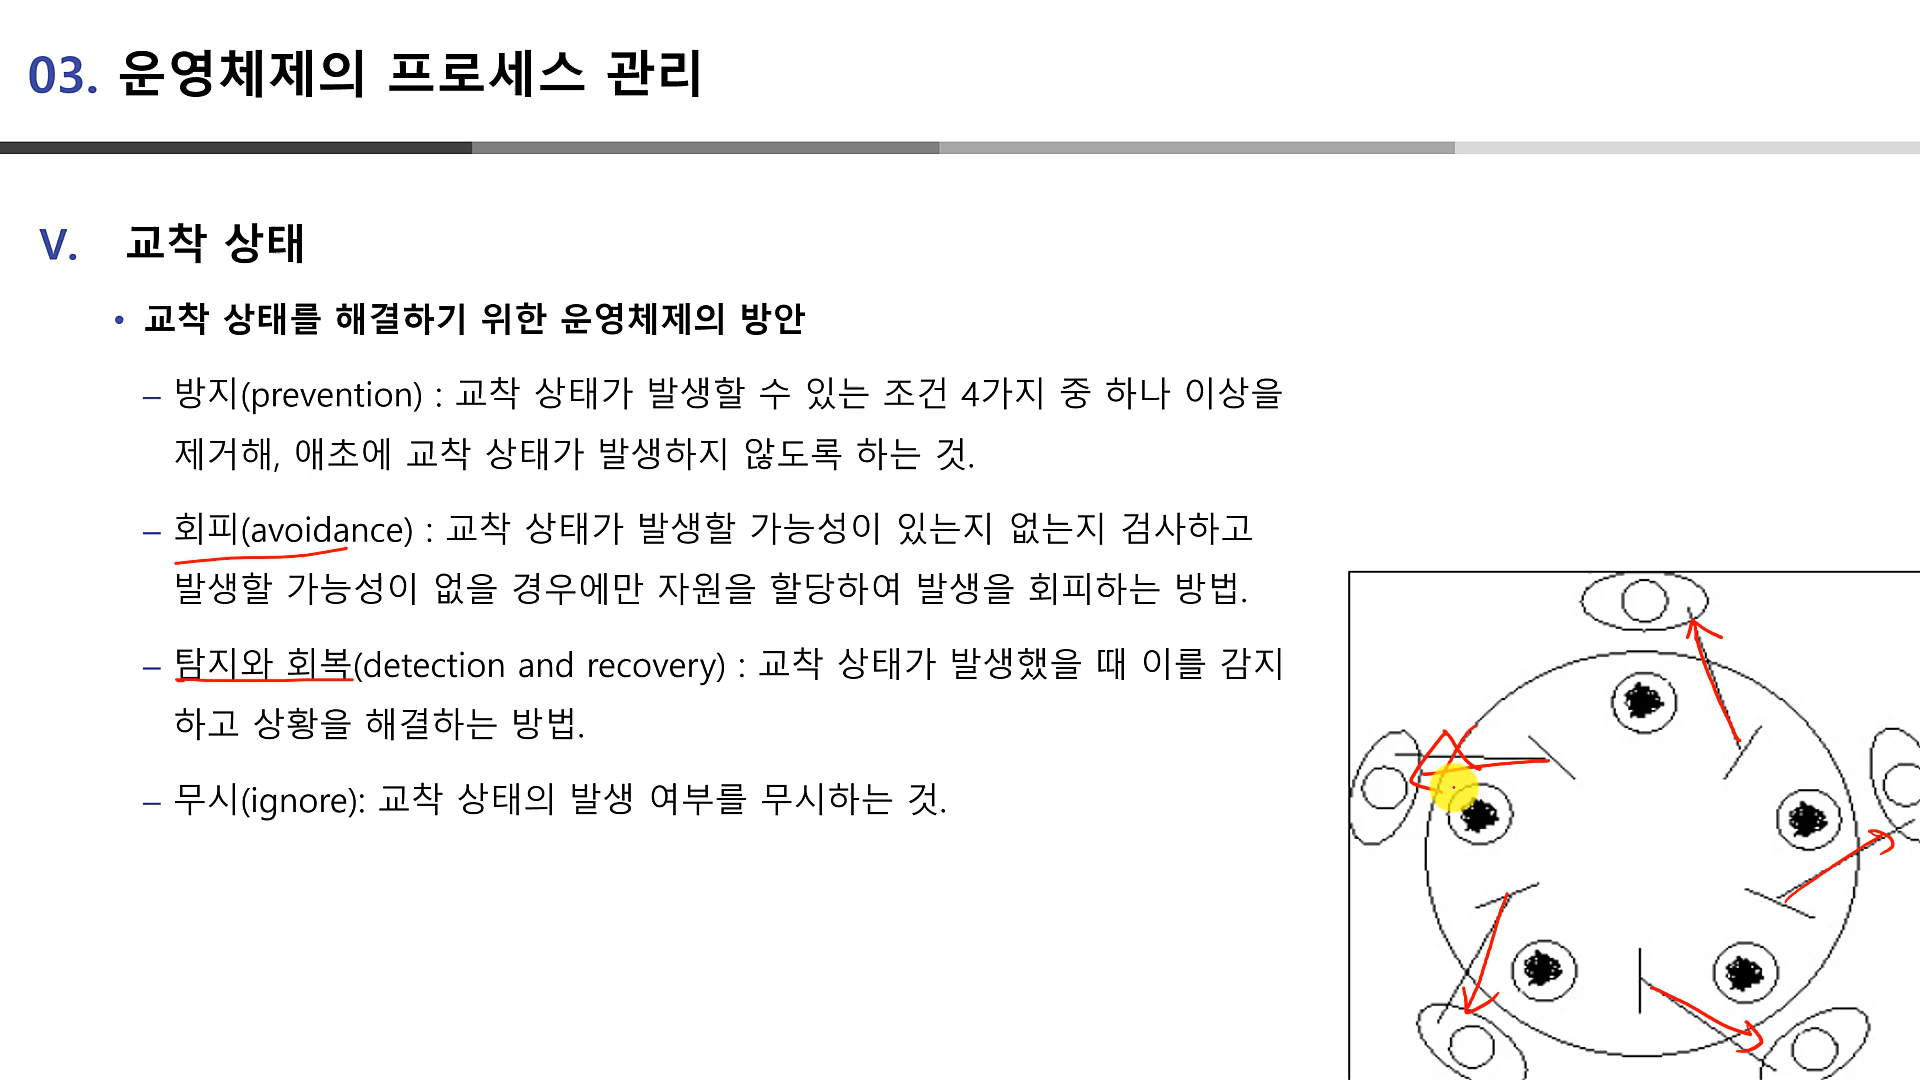 03. 운영체제의 프로세스 관리
V. 교착 상태
• 교착 상태를 해결하기 위한 운영체제의 방안
– 방지(prevention) : 교착 상태가 발생할 수 있는 조건 4가지 중 하나 이상을
제거해, 애초에 교착 상태가 발생하지 않도록 하는 것.
– 회피(avoidance) : 교착 상태가 발생할 가능성이 있는지 없는지 검사하고
발생할 가능성이 없을 경우에만 자원을 할당하여 발생을 회피하는 방법.
– 탐지와 회복(detection and recovery) : 교착 상태가 발생했을 때 이를 감지
하고 상황을 해결하는 방법.
– 무시(ignore): 교착 상태의 발생 여부를 무시하는 것.